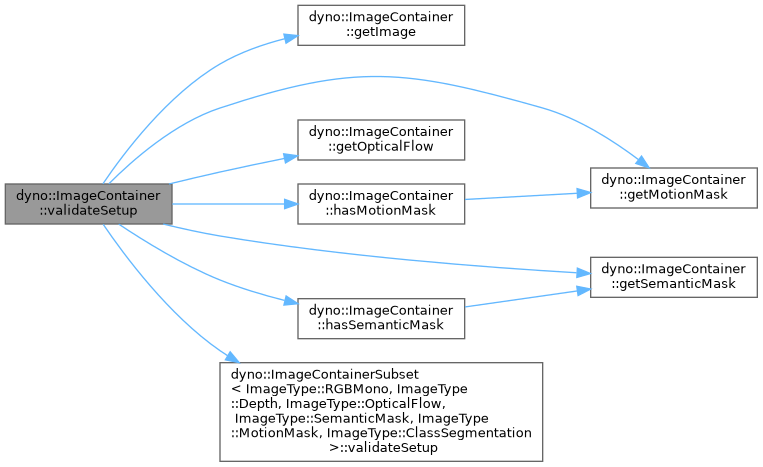 dyno::ImageContainer
::getImage
dyno::ImageContainer
::getOpticalFlow
dyno::ImageContainer
::getMotionMask
dyno::ImageContainer
::validateSetup
dyno::ImageContainer
::hasMotionMask
dyno::ImageContainer
::getSemanticMask
dyno::ImageContainer
::hasSemanticMask
dyno::ImageContainerSubset
< ImageType::RGBMono, ImageType
::Depth, ImageType::OpticalFlow,
ImageType::SemanticMask, ImageType
::MotionMask, ImageType::ClassSegmentation
>::validateSetup